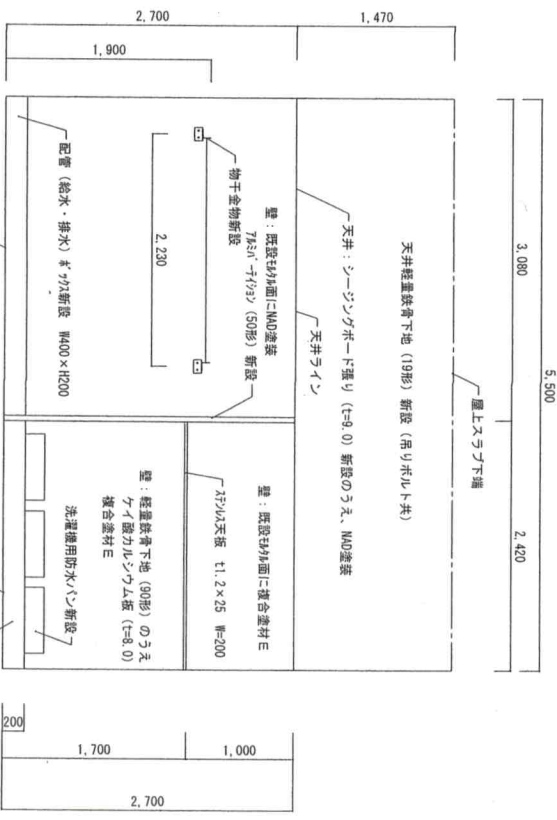 5,500
3,080
2,420
2,700
1,470
1,900
屋上スラブ下端
天井軽量鉄骨下地（19形）新設（吊りボルト共）
天井：シージングボード張り（t=9.0）新設のうえ、NAD塗装
天井ライン
壁：既設ﾓﾙﾀﾙ面にNAD塗装
ｱﾙﾐﾊﾟｰﾃｲｼｮﾝ（50形）新設
物干金物新設
2,230
配管（給水・排水）ﾎﾞｯｸｽ新設 W400×H200
壁：既設ﾓﾙﾀﾙ面に複合塗材E
ｽﾃﾝﾚｽ天板 t1.2×25 W=200
壁：軽量鉄骨下地（90形）のうえ
ケイ酸カルシウム板（t=8.0）
複合塗材E
洗濯機用防水パン新設
200
1,700
1,000
2,700